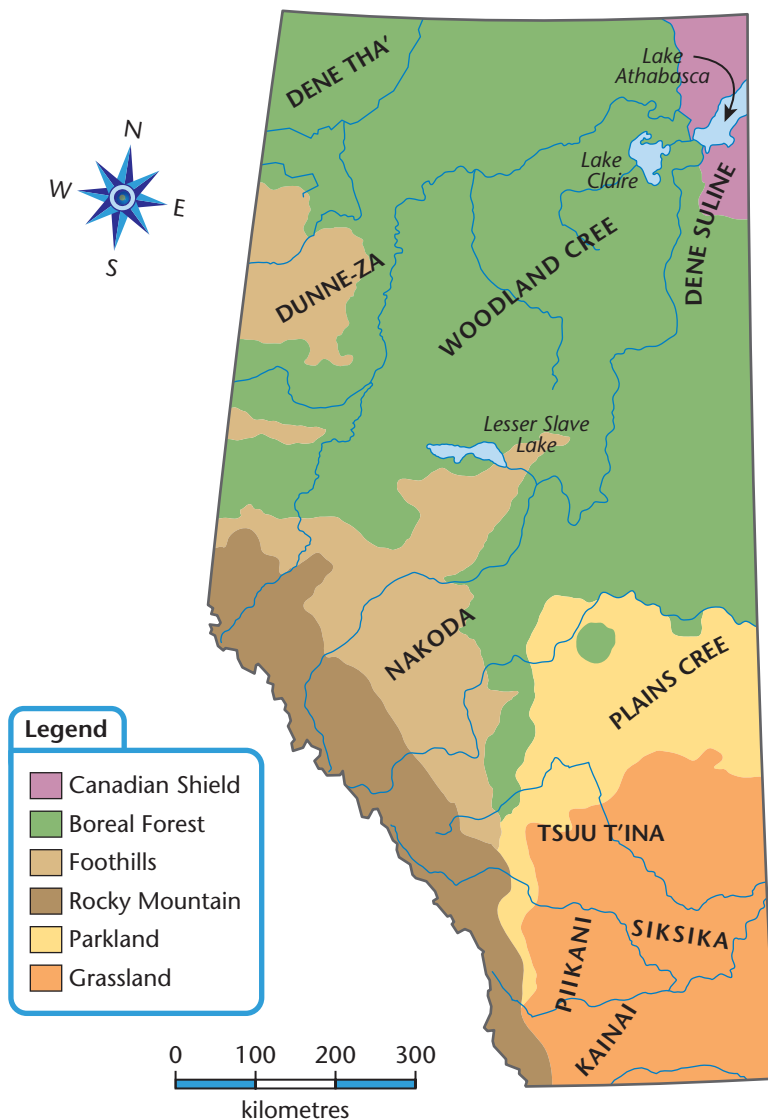 DENE THA'
Lake
Athabasca
N
W
E
S
Lake
Claire
DENE SULINE
DUNNE-ZA
WOODLAND CREE
Lesser Slave
Lake
NAKODA
PLAINS CREE
Legend
Canadian Shield
Boreal Forest
Foothills
Rocky Mountain
Parkland
Grassland
TSUU T'INA
SIKSIKA
PIIKANI
KAINAI
0 100 200 300
kilometres